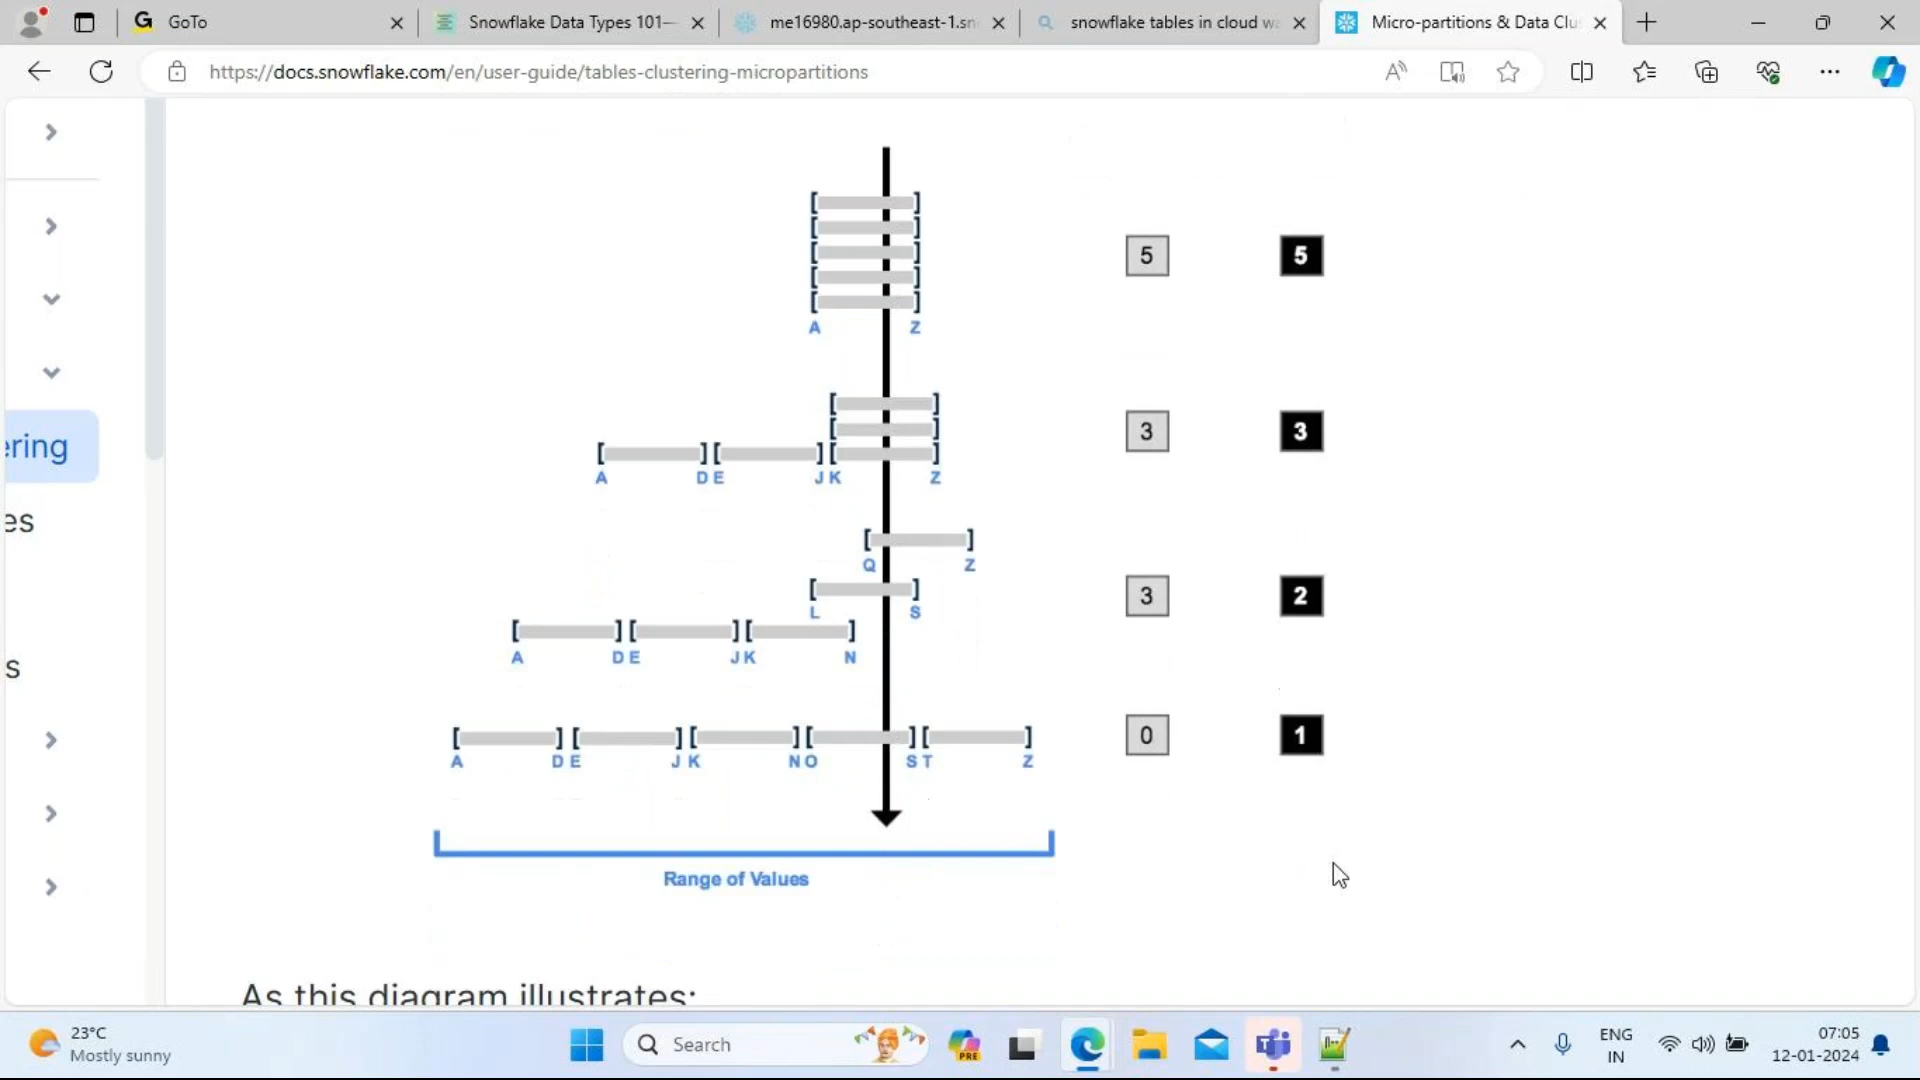 GoTo
Snowflake Data Types 101—
me16980.ap-southeast-1.sn
snowflake tables in cloud wa
Micro-partitions & Data Clu
https://docs.snowflake.com/en/user-guide/tables-clustering-micropartitions
A Z
5 5
A D E J K Z
3 3
Q Z
L S
3 2
A D E J K N
A D E J K N O S T Z
0 1
Range of Values
ering
es
s
As this diagram illustrates:
23°C
Mostly sunny
Search
PRE
ENG
IN
07:05
12-01-2024